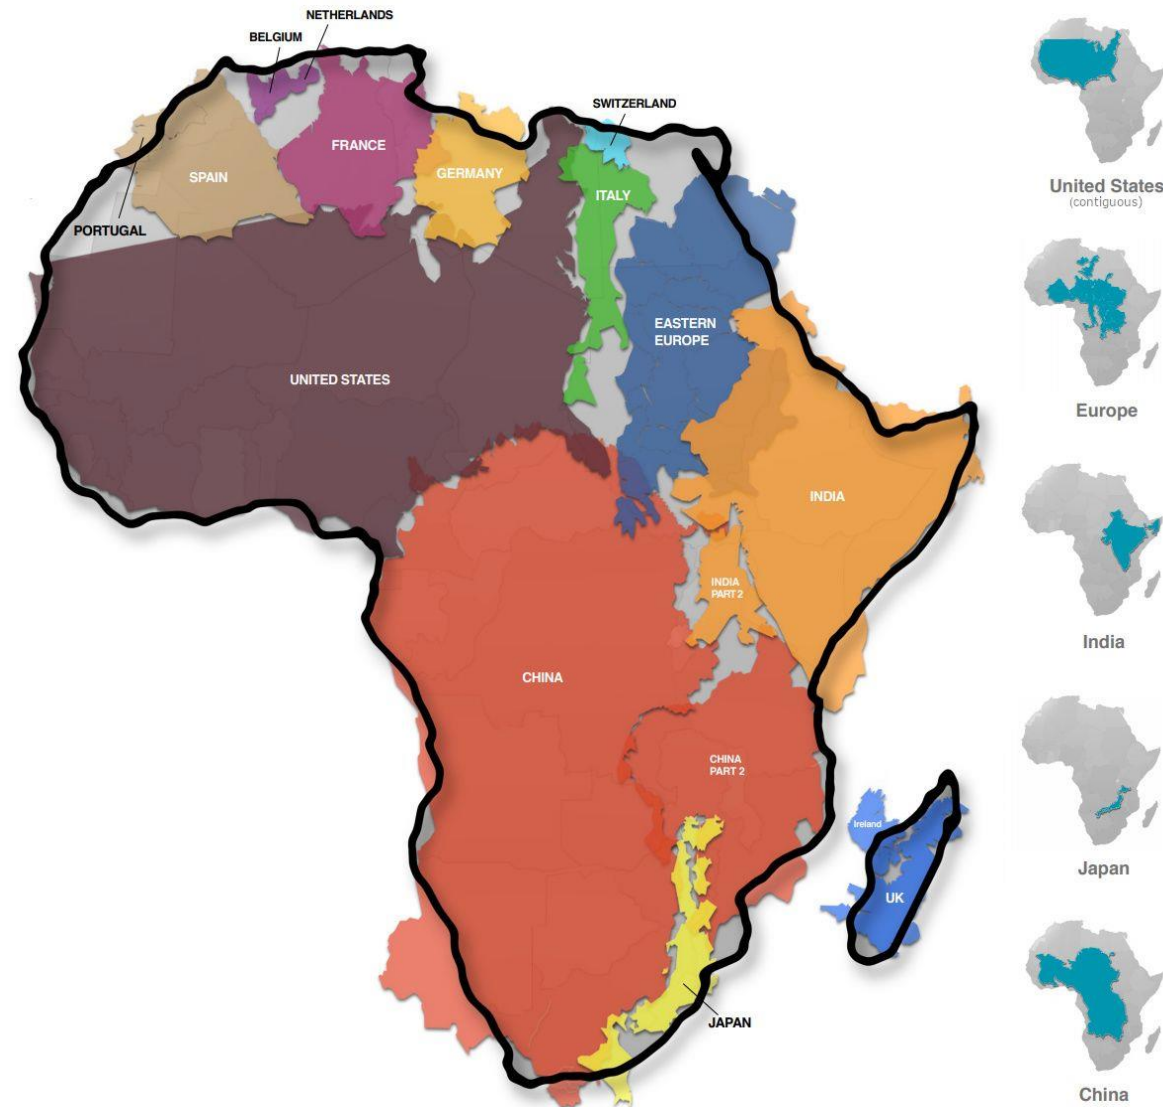 NETHERLANDS
BELGIUM
SWITZERLAND
FRANCE
GERMANY
SPAIN
ITALY
PORTUGAL
EASTERN
EUROPE
UNITED STATES
INDIA
INDIA
PART 2
CHINA
CHINA
PART 2
Ireland
UK
JAPAN
United States
(contiguous)
Europe
India
Japan
China